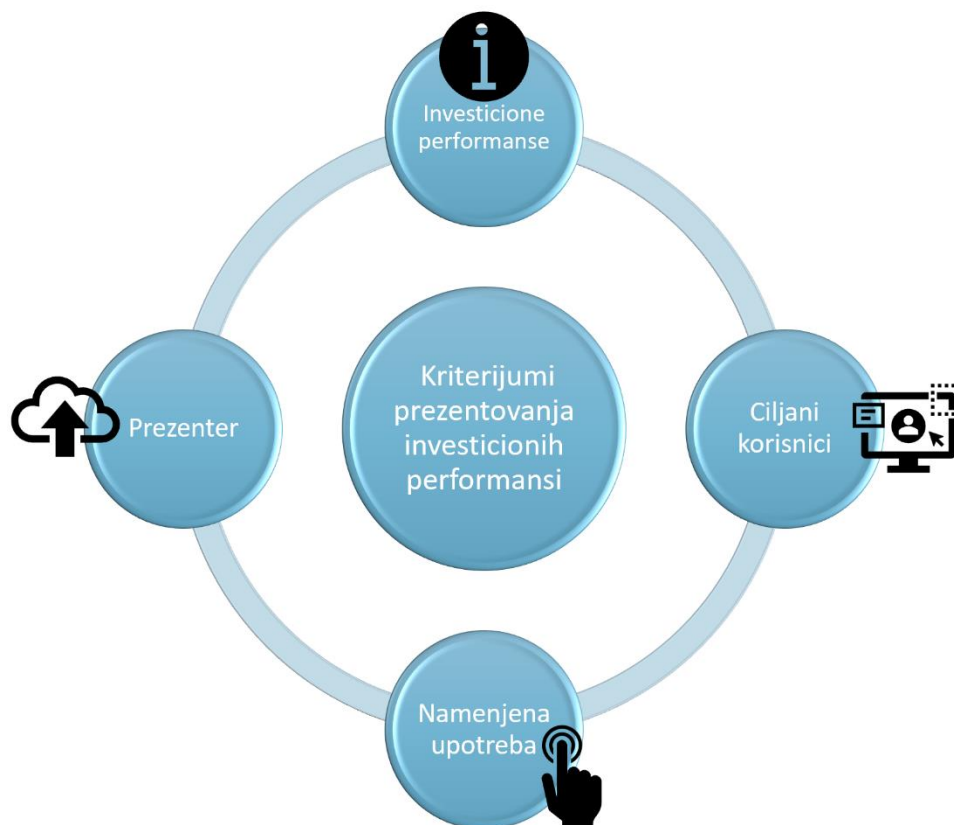 Investicione
performanse
Prezenter
Kriterijumi
prezentovanja
investicionih
performansi
Ciljani
korisnici
Namenjena
upotreba